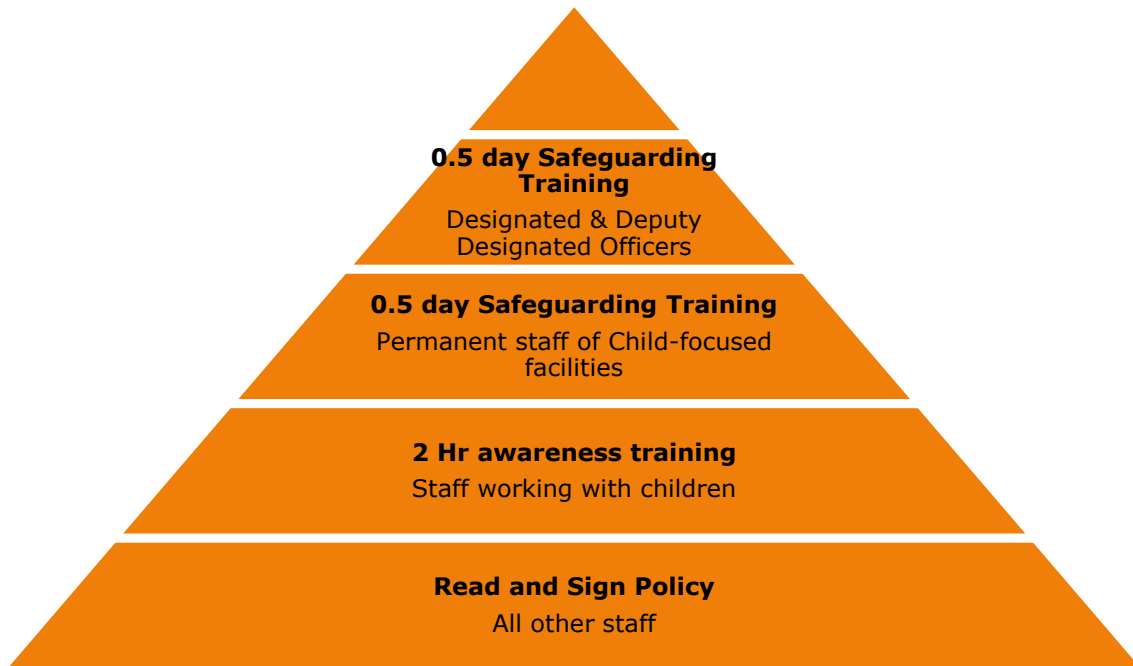 0.5 day Safeguarding
Training
Designated & Deputy
Designated Officers
0.5 day Safeguarding Training
Permanent staff of Child-focused
facilities
2 Hr awareness training
Staff working with children
Read and Sign Policy
All other staff